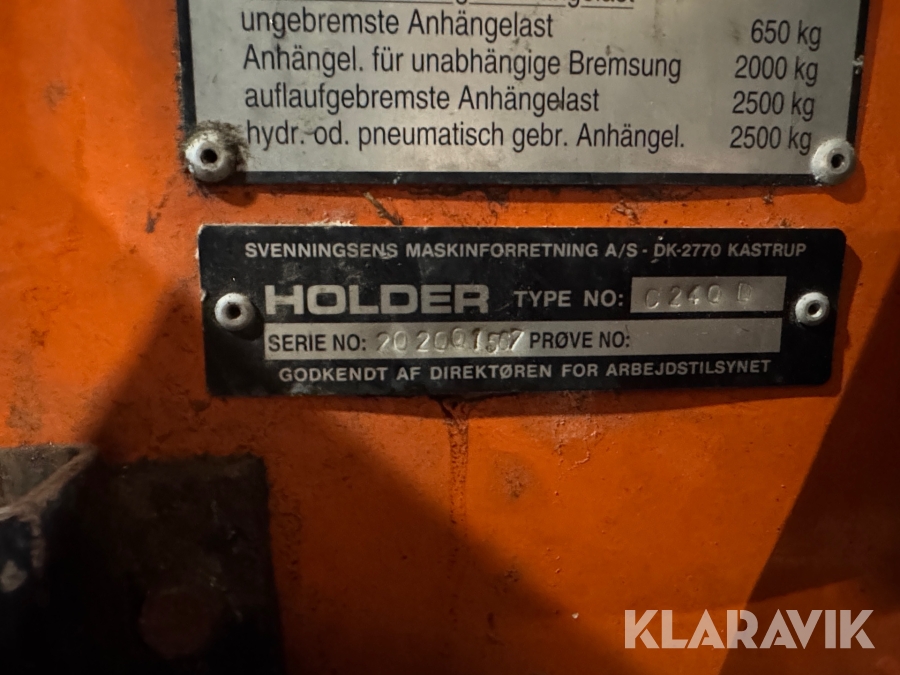 ungebremste Anhängelast 650 kg
Anhängel. für unabhängige Bremsung 2000 kg
auflaufgebremste Anhängelast 2500 kg
hydr. od. pneumatisch gebr. Anhängel. 2500 kg
SVENNINGSENS MASKINFORRETNING A/S - DK-2770 KASTRUP
HOLDER TYPE NO:
SERIE NO: PRØVE NO:
GODKENDT AF DIREKTØREN FOR ARBEJDSTILSYNET
KLARAVIK